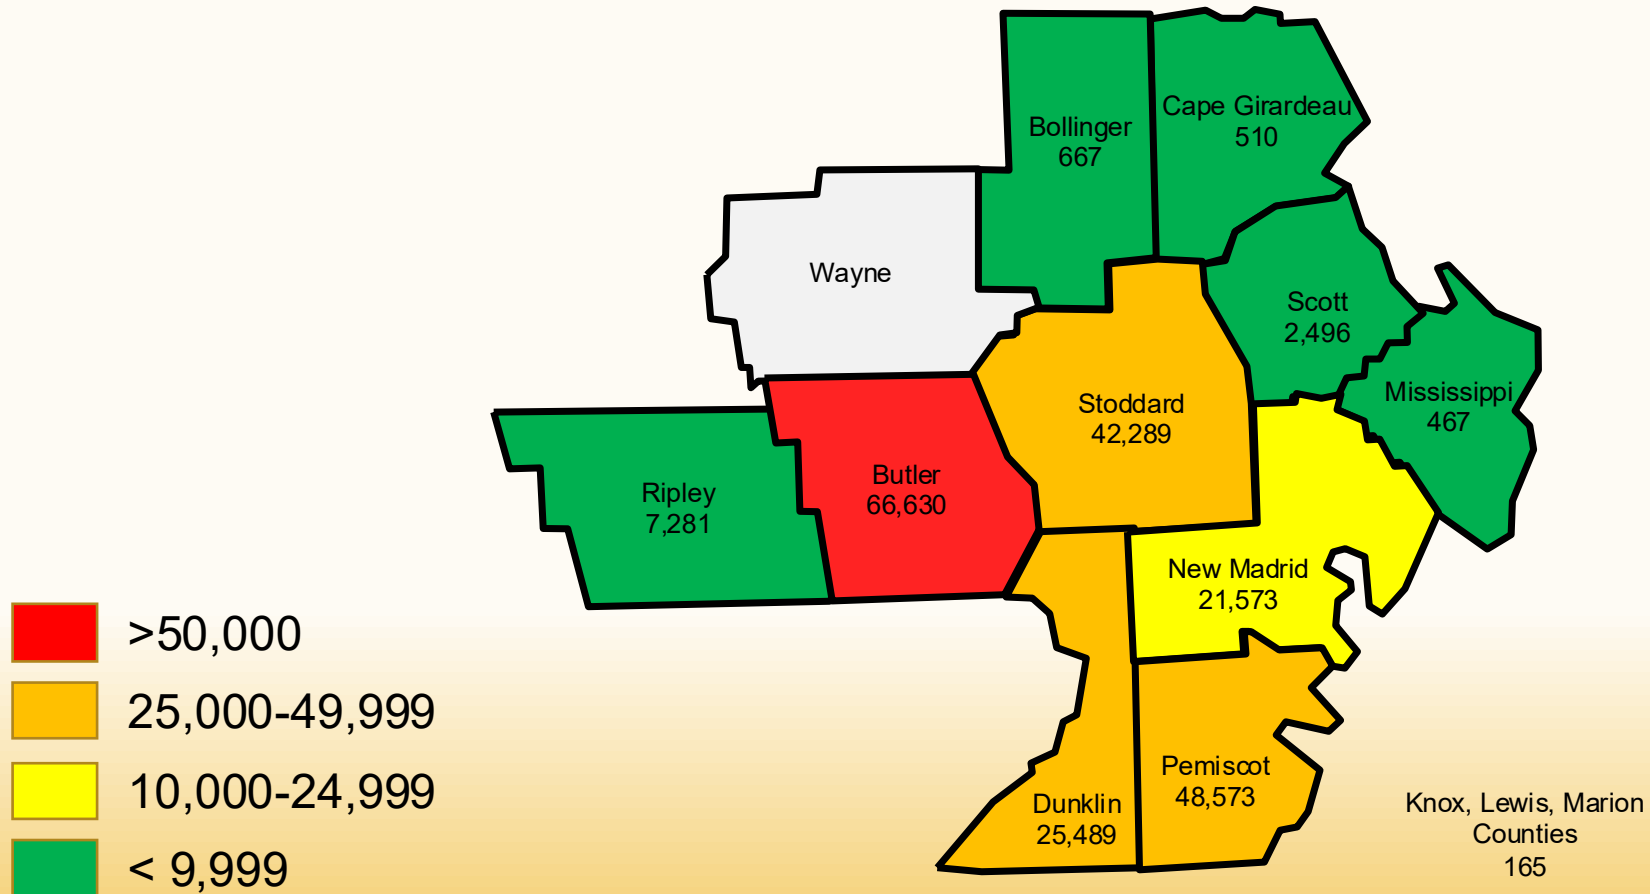 Cape Girardeau
510
Bollinger
667
Wayne
Scott
2,496
Mississippi
467
Stoddard
42,289
Butler
66,630
Ripley
7,281
New Madrid
21,573
Pemiscot
48,573
Dunklin
25,489
Knox, Lewis, Marion
Counties
165
>50,000
25,000-49,999
10,000-24,999
< 9,999